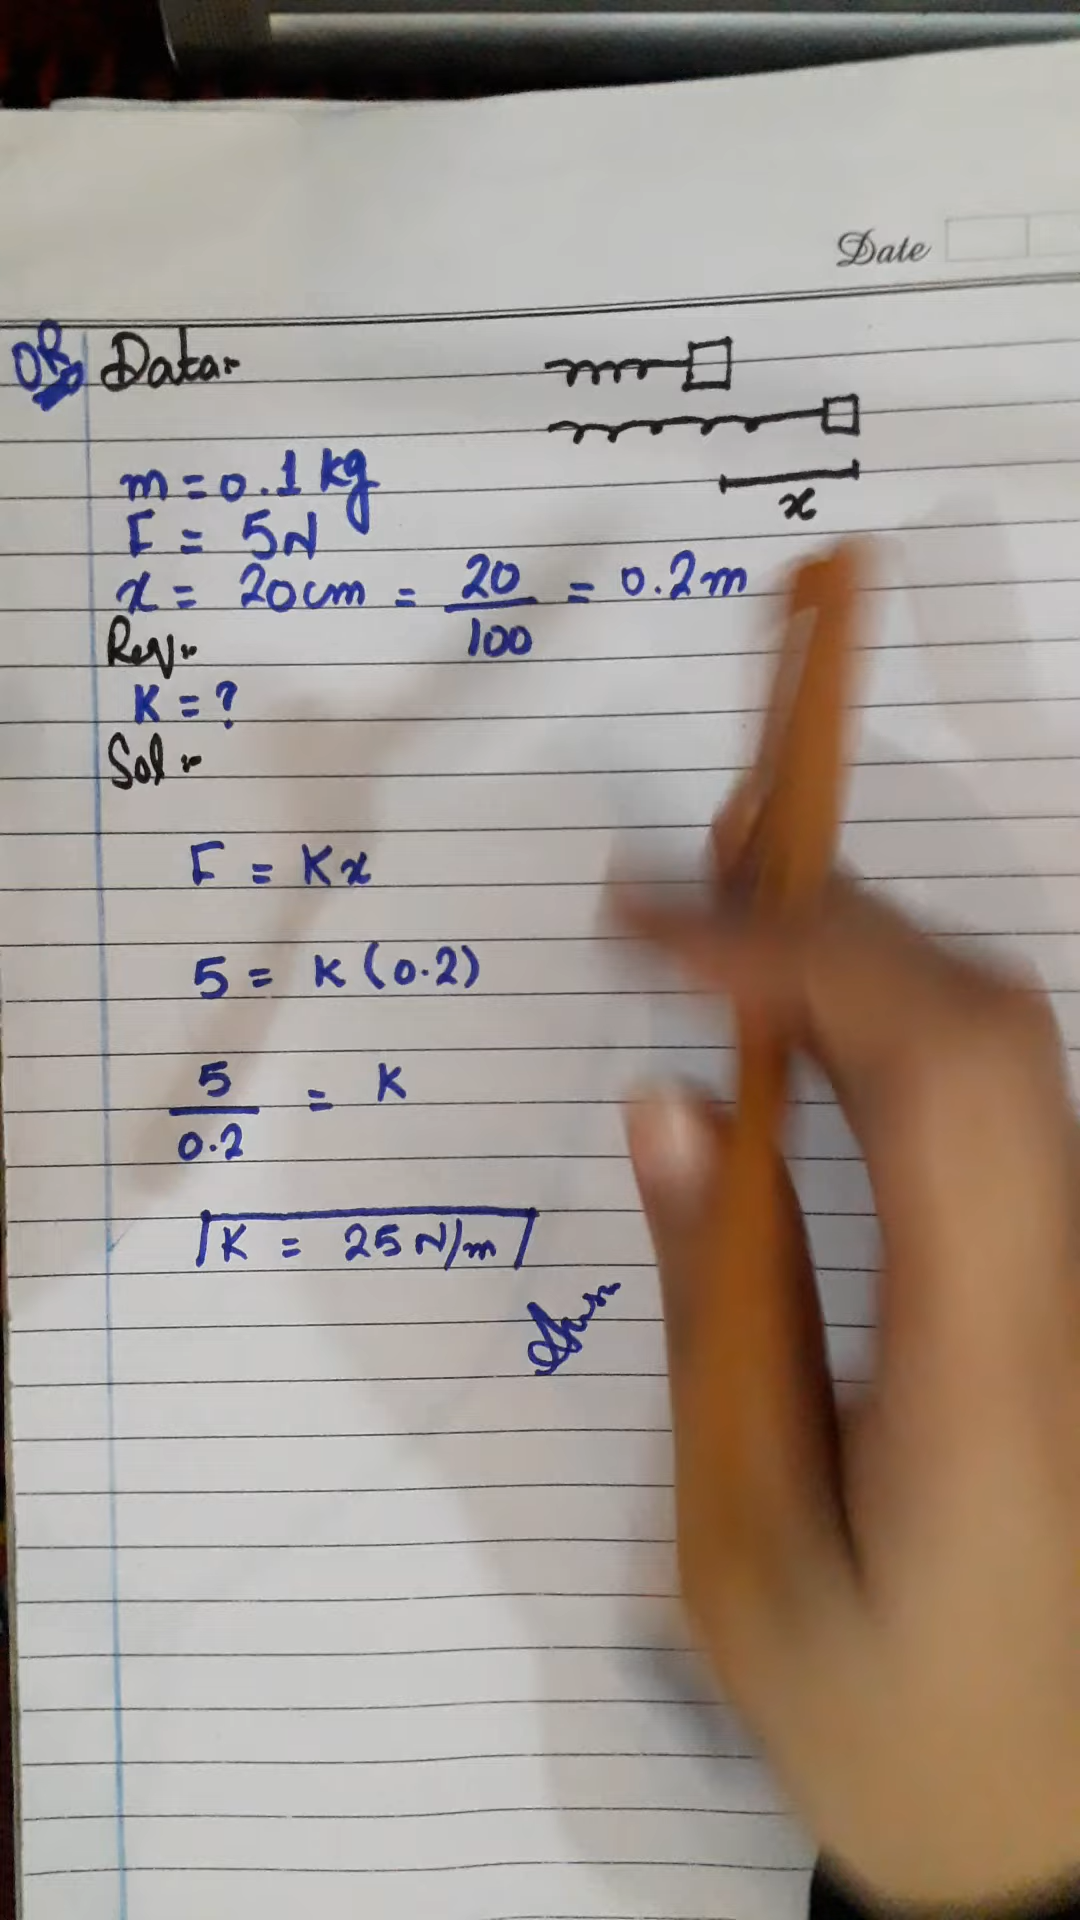 Date
OR Data:-
m = 0.1 kg
F = 5N
x = 20cm = 20/100 = 0.2m
x
Req:-
K = ?
Sol:-
F = Kx
5 = K (0.2)
5/0.2 = K
K = 25 N/m
Ans